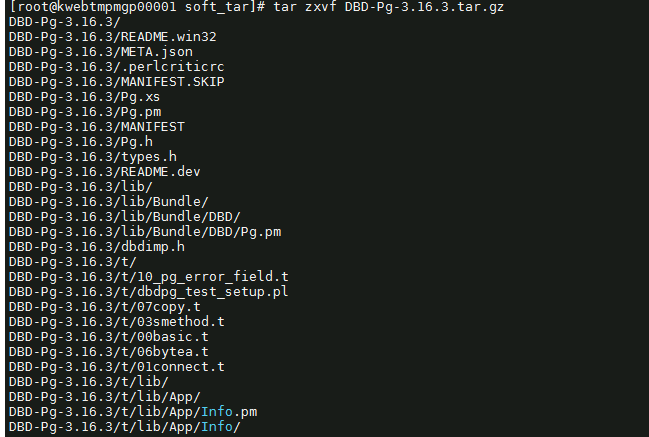 [root@kwebtmpmgp00001 soft_tar]# tar zxvf DBD-Pg-3.16.3.tar.gz
DBD-Pg-3.16.3/
DBD-Pg-3.16.3/README.win32
DBD-Pg-3.16.3/META.json
DBD-Pg-3.16.3/.perlcriticrc
DBD-Pg-3.16.3/MANIFEST.SKIP
DBD-Pg-3.16.3/Pg.xs
DBD-Pg-3.16.3/Pg.pm
DBD-Pg-3.16.3/MANIFEST
DBD-Pg-3.16.3/Pg.h
DBD-Pg-3.16.3/types.h
DBD-Pg-3.16.3/README.dev
DBD-Pg-3.16.3/lib/
DBD-Pg-3.16.3/lib/Bundle/
DBD-Pg-3.16.3/lib/Bundle/DBD/
DBD-Pg-3.16.3/lib/Bundle/DBD/Pg.pm
DBD-Pg-3.16.3/dbdimp.h
DBD-Pg-3.16.3/t/
DBD-Pg-3.16.3/t/10_pg_error_field.t
DBD-Pg-3.16.3/t/dbdpg_test_setup.pl
DBD-Pg-3.16.3/t/07copy.t
DBD-Pg-3.16.3/t/03smethod.t
DBD-Pg-3.16.3/t/00basic.t
DBD-Pg-3.16.3/t/06bytea.t
DBD-Pg-3.16.3/t/01connect.t
DBD-Pg-3.16.3/t/lib/
DBD-Pg-3.16.3/t/lib/App/
DBD-Pg-3.16.3/t/lib/App/Info.pm
DBD-Pg-3.16.3/t/lib/App/Info/